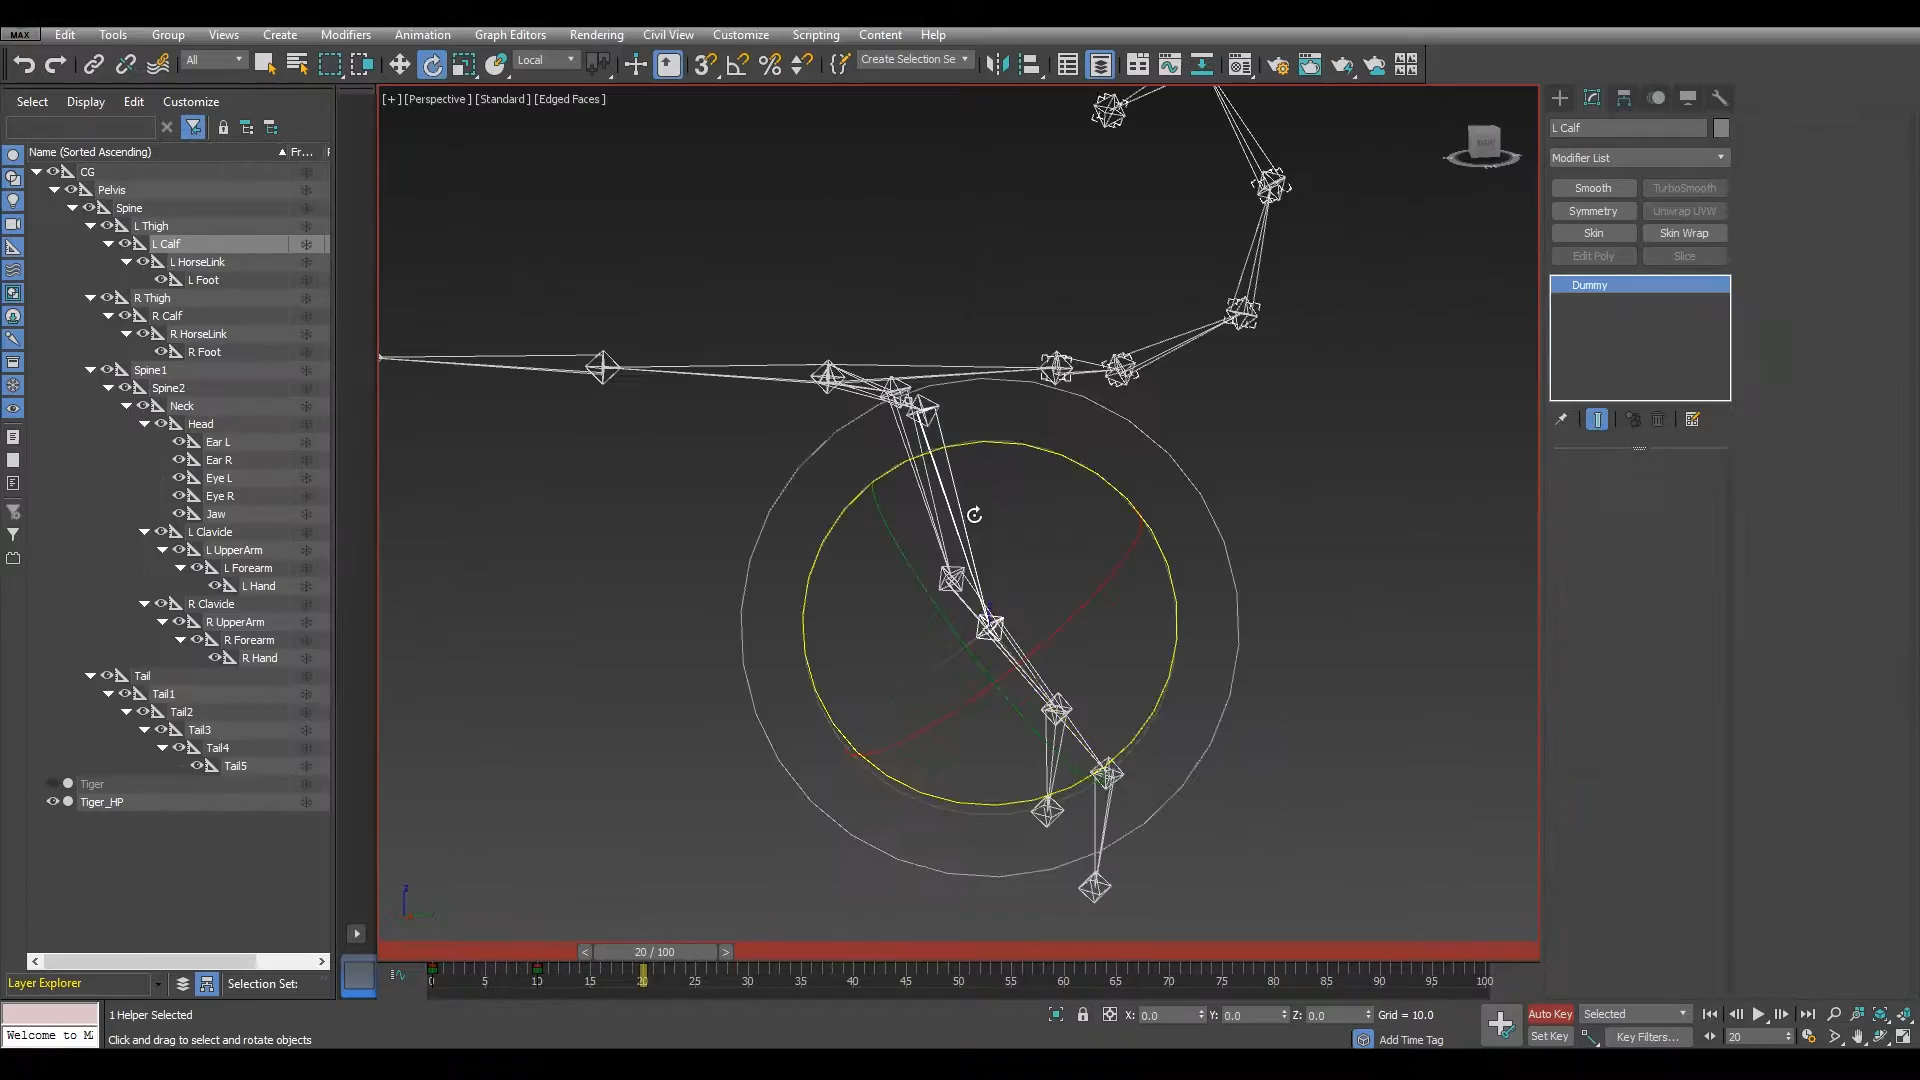 MAX Edit Tools Group Views Create Modifiers Animation Graph Editors Rendering Civil View Customize Scripting Content Help
All Local Create Selection Se
Select Display Edit Customize
Name (Sorted Ascending) Fr...
CG
Pelvis
Spine
L Thigh
L Calf
L HorseLink
L Foot
R Thigh
R Calf
R HorseLink
R Foot
Spine1
Spine2
Neck
Head
Ear L
Ear R
Eye L
Eye R
Jaw
L Clavicle
L UpperArm
L Forearm
L Hand
R Clavicle
R UpperArm
R Forearm
R Hand
Tail
Tail1
Tail2
Tail3
Tail4
Tail5
Tiger
Tiger_HP
Layer Explorer Selection Set:
[+] [Perspective ] [Standard ] [Edged Faces ]
z
L Calf
Modifier List
Smooth TurboSmooth
Symmetry Unwrap UVW
Skin Skin Wrap
Edit Poly Slice
Dummy
< 20 / 100 >
0 5 10 15 20 25 30 35 40 45 50 55 60 65 70 75 80 85 90 95 100
1 Helper Selected X: 0.0 Y: 0.0 Z: 0.0 Grid = 10.0 Auto Key Selected
Welcome to M Click and drag to select and rotate objects Add Time Tag Set Key Key Filters... 20